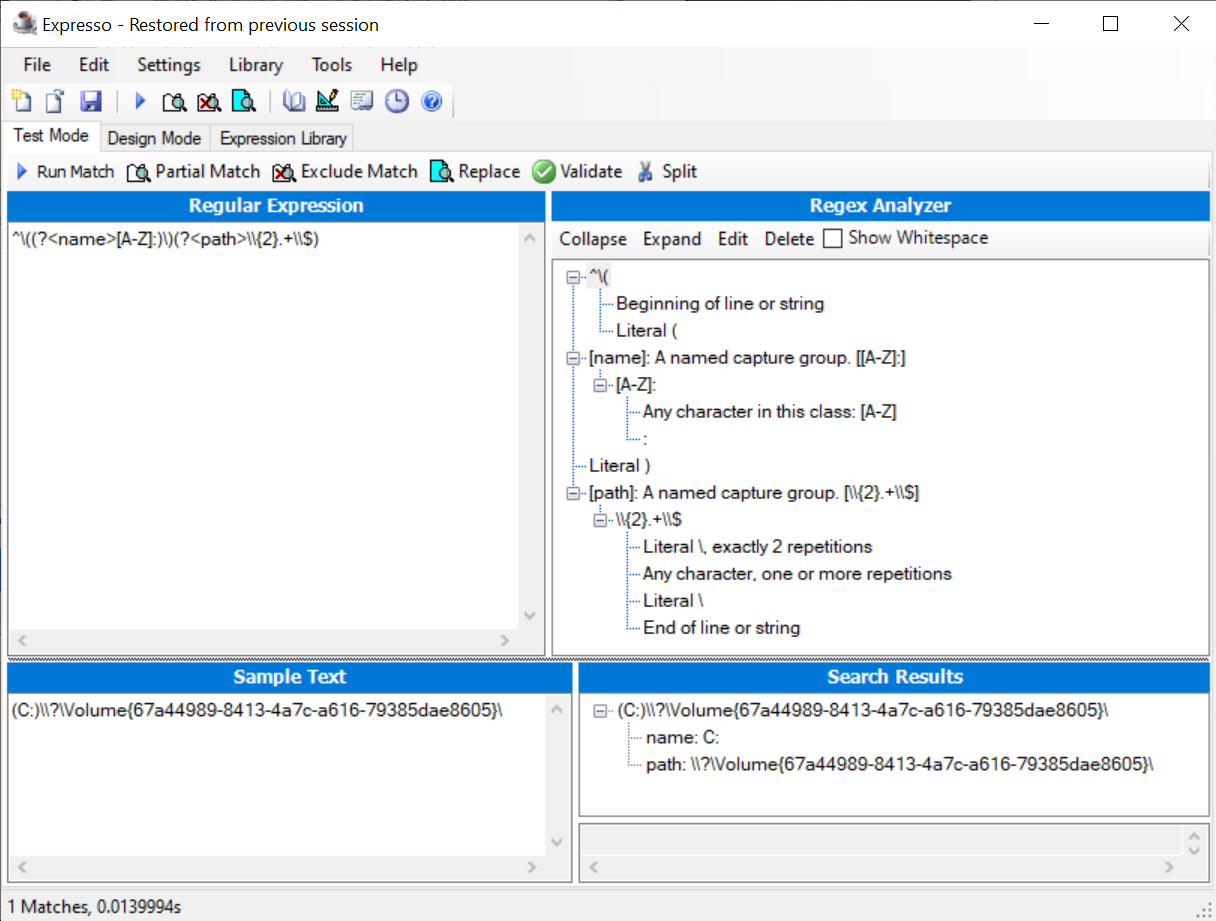 Expresso - Restored from previous session
File Edit Settings Library Tools Help
Test Mode Design Mode Expression Library
Run Match Partial Match Exclude Match Replace Validate Split
Regular Expression
^\((?<name>[A-Z]:)\)(?<path>\\{2}.+\\$)
Regex Analyzer
Collapse Expand Edit Delete Show Whitespace
^\(
Beginning of line or string
Literal (
[name]: A named capture group. [[A-Z]:]
[A-Z]:
Any character in this class: [A-Z]
:
Literal )
[path]: A named capture group. [\\{2}.+\\$]
\\{2}.+\\$
Literal \, exactly 2 repetitions
Any character, one or more repetitions
Literal \
End of line or string
Sample Text
(C:)\\?\Volume{67a44989-8413-4a7c-a616-79385dae8605}\
Search Results
(C:)\\?\Volume{67a44989-8413-4a7c-a616-79385dae8605}\
name: C:
path: \\?\Volume{67a44989-8413-4a7c-a616-79385dae8605}\
1 Matches, 0.0139994s